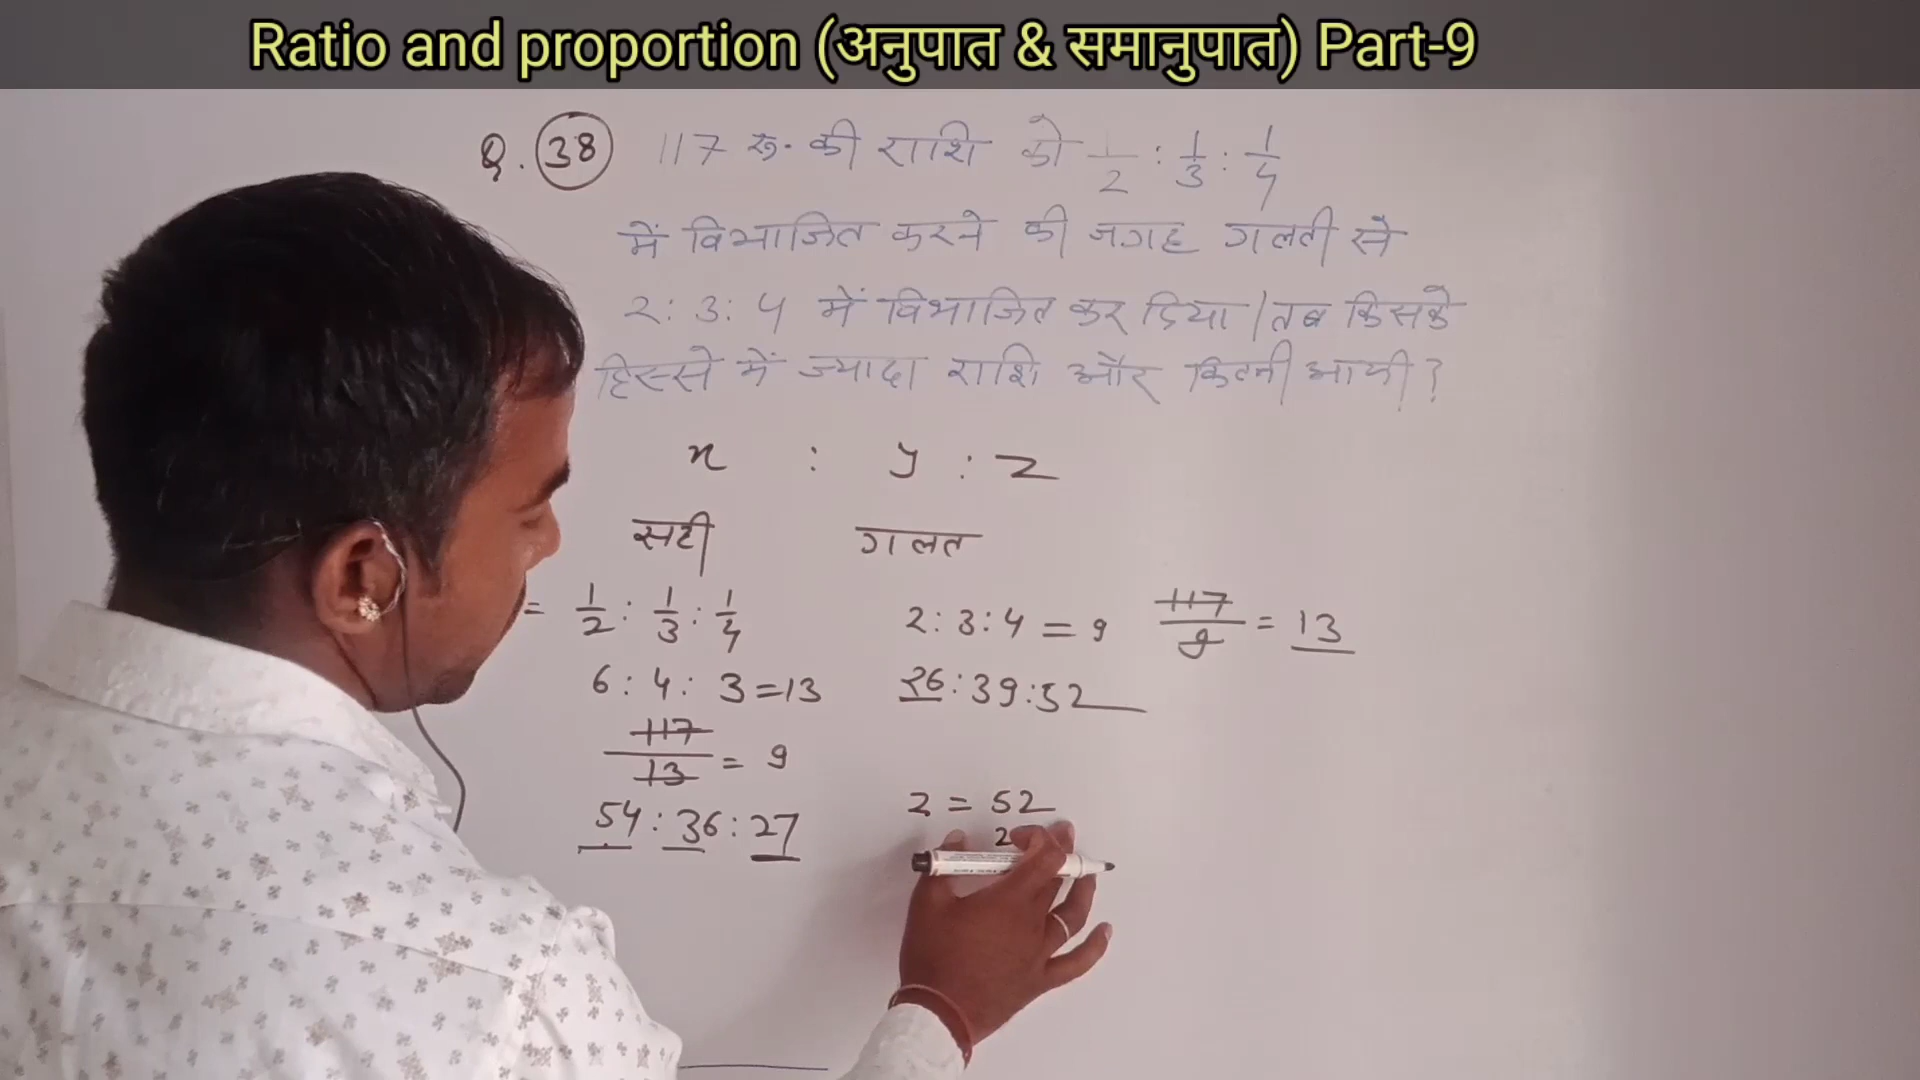 Ratio and proportion (अनुपात & समानुपात) Part-9
Q. 38 117 रु. की राशि को 1/2 : 1/3 : 1/4
में विभाजित करने की जगह गलती से
2 : 3 : 4 में विभाजित कर दिया / तब किसके
हिस्से में ज्यादा राशि और कितनी आयी ?
x : y : z
सही गलत
= 1/2 : 1/3 : 1/4 2 : 3 : 4 = 9 117/9 = 13
6 : 4 : 3 = 13 26 : 39 : 52
117/13 = 9
54 : 36 : 27 z = 52
2